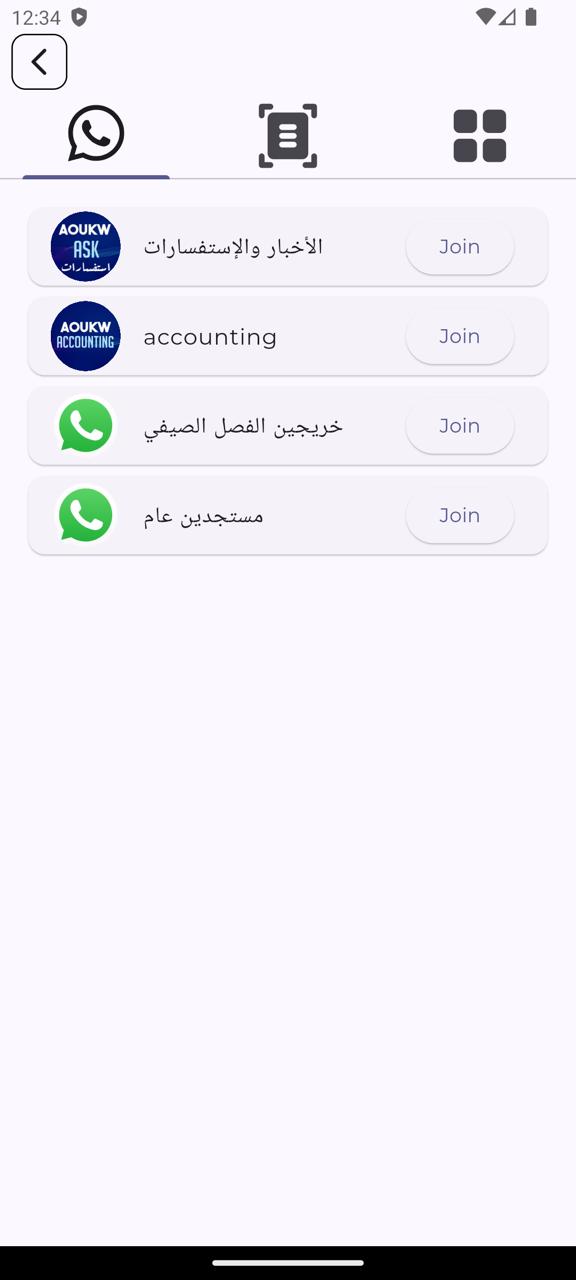 12:34
AOUKW
ASK
استفسارات
الأخبار والإستفسارات
Join
AOUKW
ACCOUNTING
accounting
Join
خريجين الفصل الصيفي
Join
مستجدين عام
Join